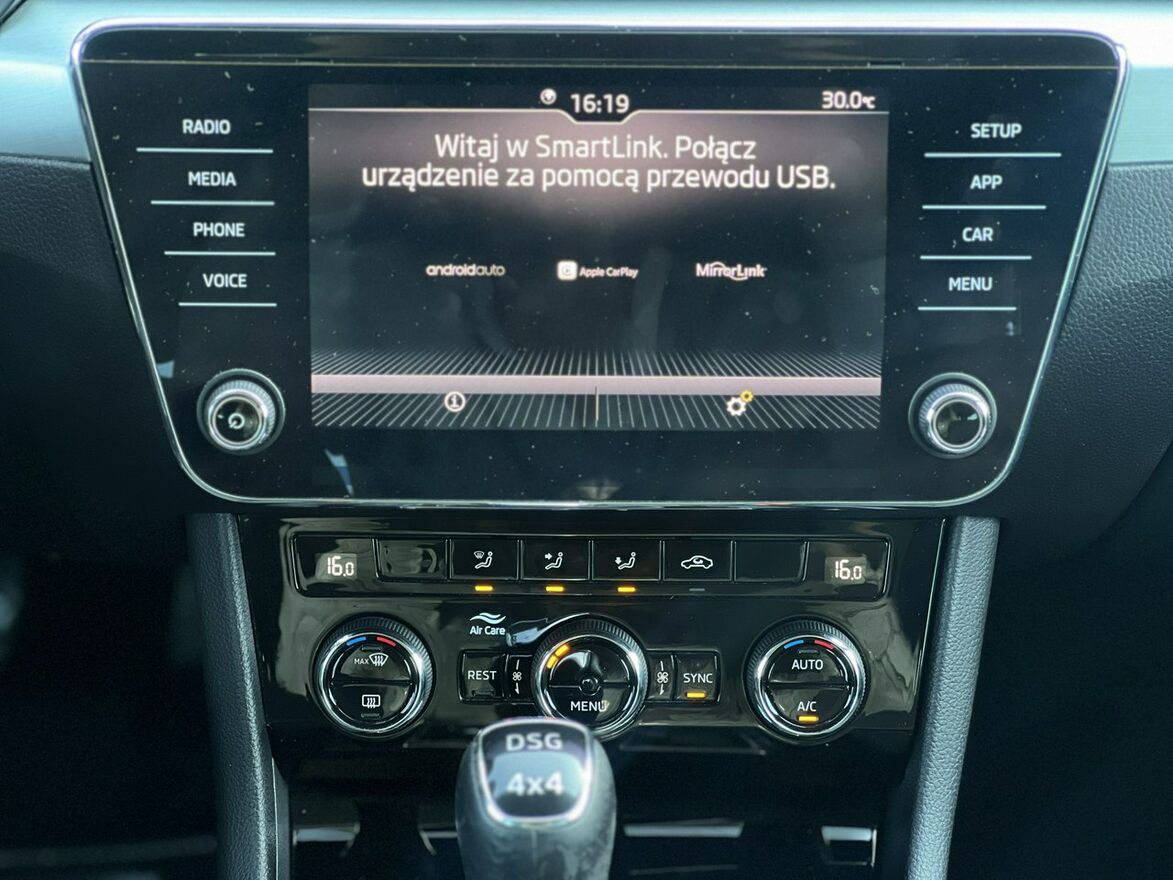 16:19
30.0°C
Witaj w SmartLink. Połącz
urządzenie za pomocą przewodu USB.
androidauto
Apple CarPlay
MirrorLink
RADIO
MEDIA
PHONE
VOICE
SETUP
APP
CAR
MENU
16.0
16.0
Air Care
MAX
REST
MENU
SYNC
AUTO
A/C
DSG
4x4